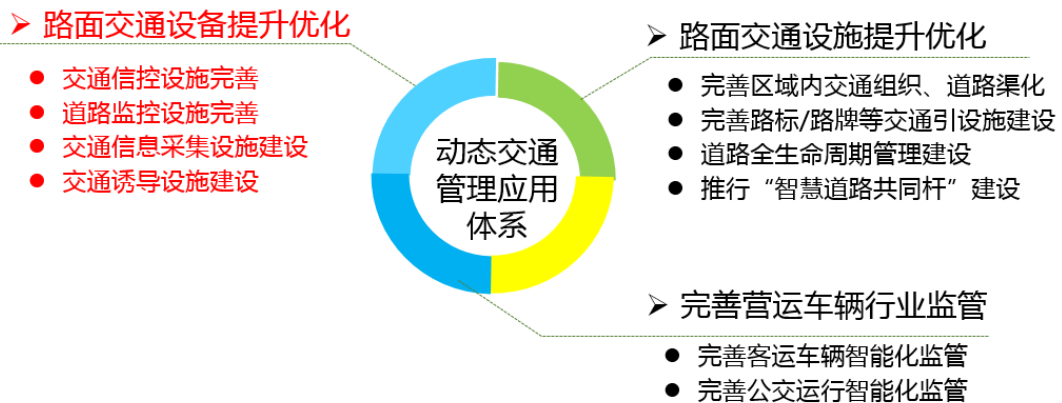 ➢ 路面交通设备提升优化
● 交通信控设施完善
● 道路监控设施完善
● 交通信息采集设施建设
● 交通诱导设施建设
动态交通
管理应用
体系
➢ 路面交通设施提升优化
● 完善区域内交通组织、道路渠化
● 完善路标/路牌等交通引设施建设
● 道路全生命周期管理建设
● 推行“智慧道路共同杆”建设
➢ 完善营运车辆行业监管
● 完善客运车辆智能化监管
● 完善公交运行智能化监管